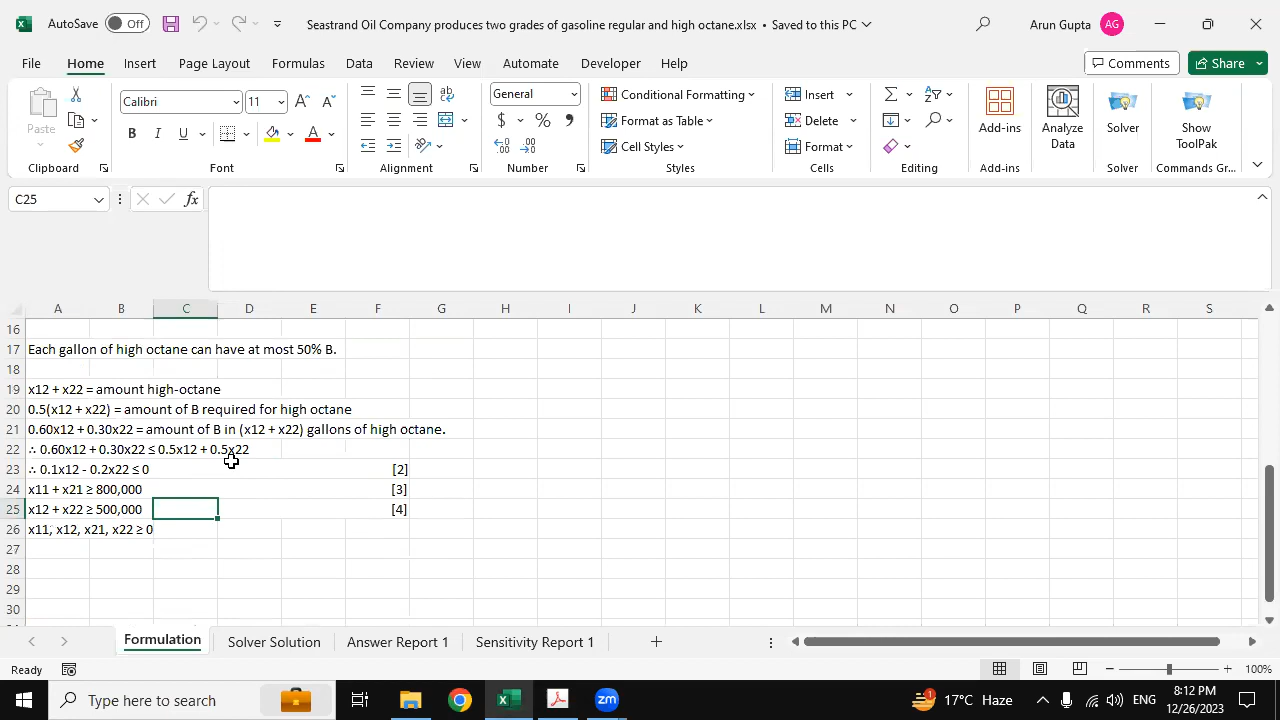 AutoSave Off Seastrand Oil Company produces two grades of gasoline regular and high octane.xlsx • Saved to this PC Arun Gupta AG
File Home Insert Page Layout Formulas Data Review View Automate Developer Help Comments Share
Paste Calibri 11 General Conditional Formatting Insert Add-ins Analyze Data Solver Show ToolPak
B I U A $ % Format as Table Delete
Cell Styles Format
Clipboard Font Alignment Number Styles Cells Editing Add-ins Solver Commands Gr...
C25 fx
A B C D E F G H I J K L M N O P Q R S
16
17 Each gallon of high octane can have at most 50% B.
18
19 x12 + x22 = amount high-octane
20 0.5(x12 + x22) = amount of B required for high octane
21 0.60x12 + 0.30x22 = amount of B in (x12 + x22) gallons of high octane.
22 ∴ 0.60x12 + 0.30x22 ≤ 0.5x12 + 0.5x22
23 ∴ 0.1x12 - 0.2x22 ≤ 0 [2]
24 x11 + x21 ≥ 800,000 [3]
25 x12 + x22 ≥ 500,000 [4]
26 x11, x12, x21, x22 ≥ 0
27
28
29
30
Formulation Solver Solution Answer Report 1 Sensitivity Report 1
Ready 100%
Type here to search zm 1 17°C Haze ENG 8:12 PM 12/26/2023